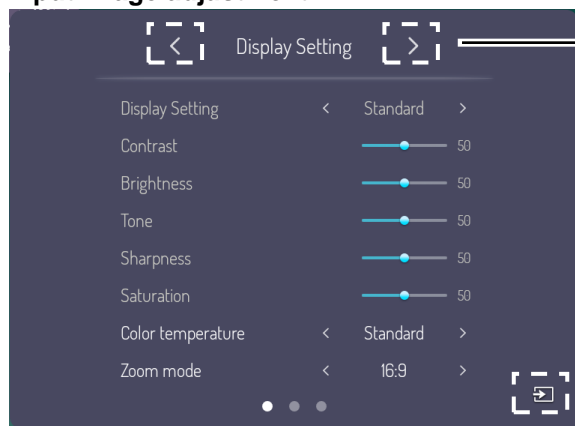 < Display Setting >
Display Setting < Standard >
Contrast 50
Brightness 50
Tone 50
Sharpness 50
Saturation 50
Color temperature < Standard >
Zoom mode < 16:9 >